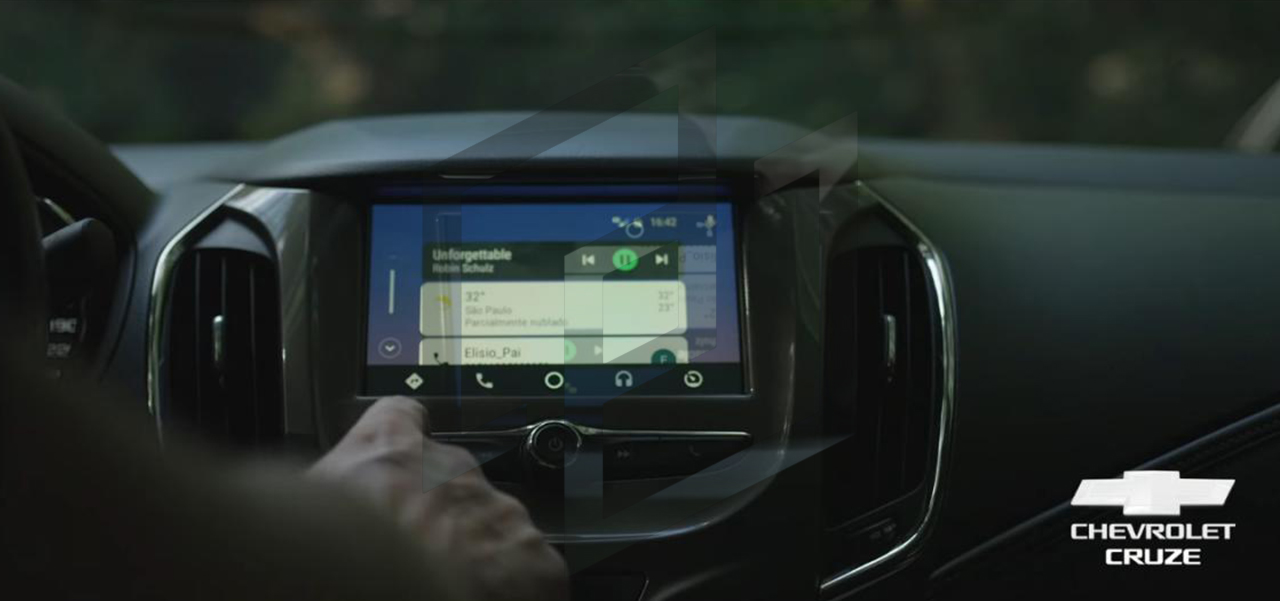 16:42
Unforgettable
Robin Schulz
32°
32°
São Paulo
23°
Parcialmente nublado
Elisio_Pai
F
CHEVROLET
CRUZE